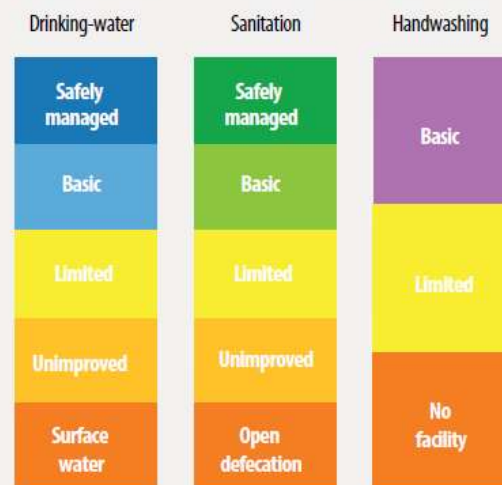 Drinking-water
Safely
managed
Basic
Limited
Unimproved
Surface
water
Sanitation
Safely
managed
Basic
Limited
Unimproved
Open
defecation
Handwashing
Basic
Limited
No
facility